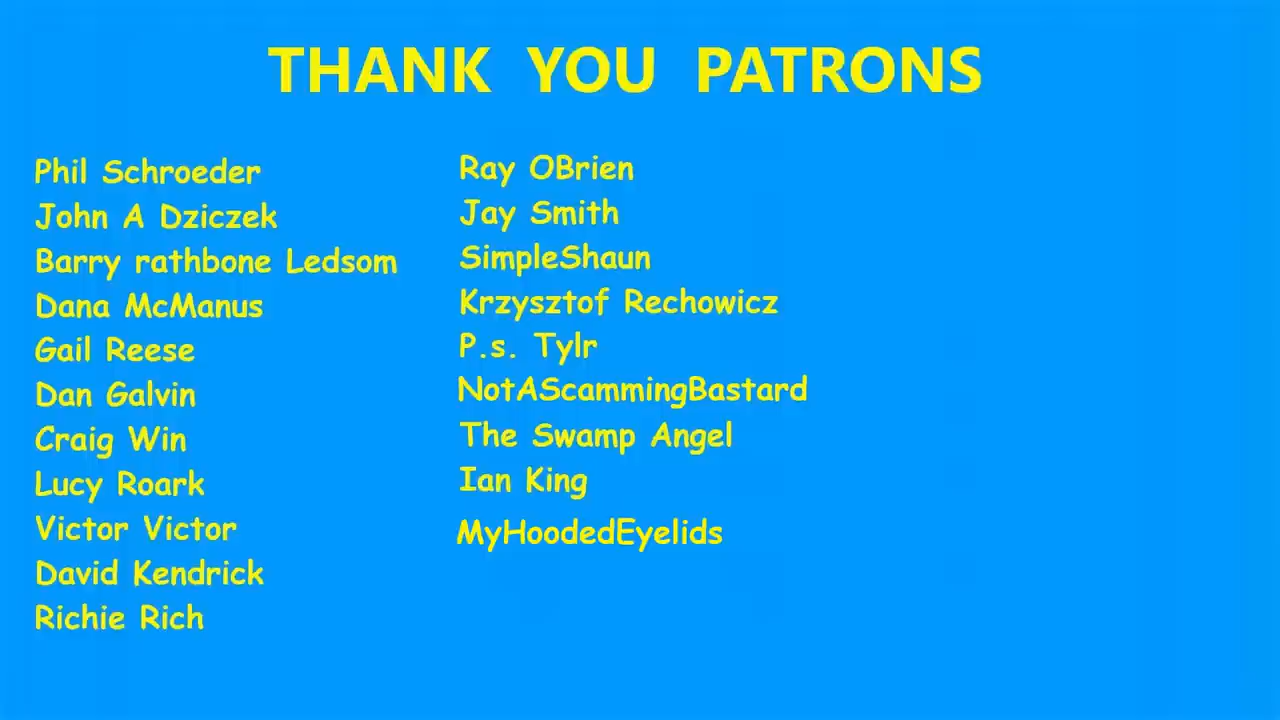 THANK YOU PATRONS
Phil Schroeder
John A Dziczek
Barry rathbone Ledsom
Dana McManus
Gail Reese
Dan Galvin
Craig Win
Lucy Roark
Victor Victor
David Kendrick
Richie Rich
Ray OBrien
Jay Smith
SimpleShaun
Krzysztof Rechowicz
P.s. Tylr
NotAScammingBastard
The Swamp Angel
Ian King
MyHoodedEyelids